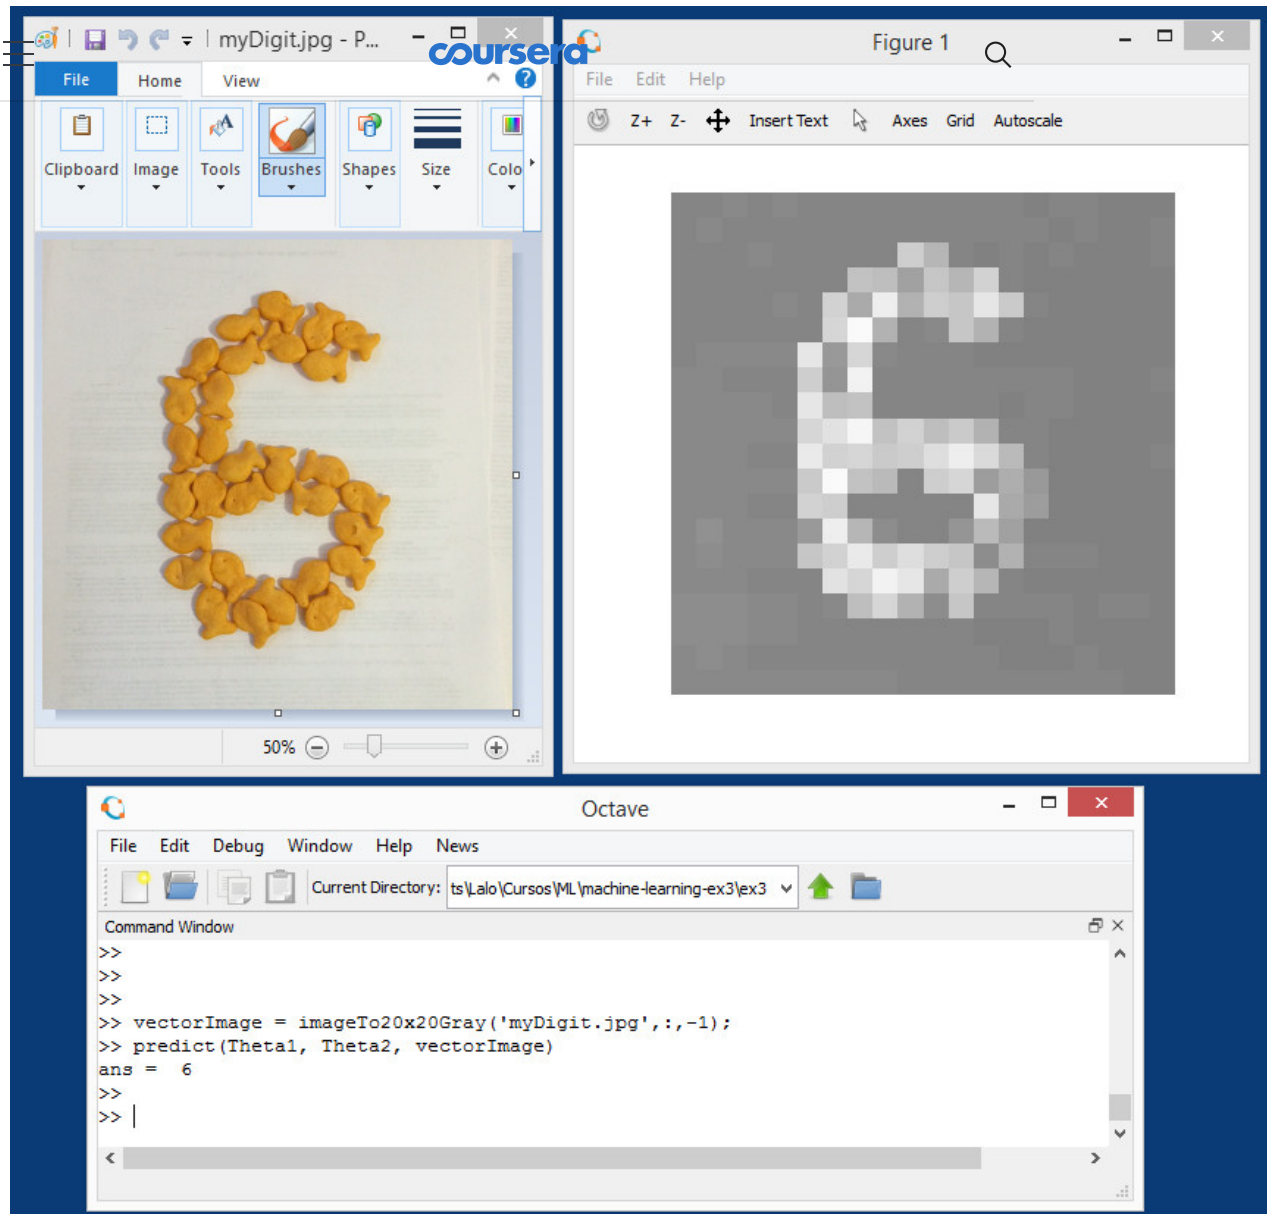 myDigit.jpg - P...
coursera
File Home View
Clipboard Image Tools Brushes Shapes Size Colo
50%
Figure 1
File Edit Help
Z+ Z- Insert Text Axes Grid Autoscale
Octave
File Edit Debug Window Help News
Current Directory: ts\Lalo\Cursos\ML\machine-learning-ex3\ex3
Command Window
>>
>>
>>
>> vectorImage = imageTo20x20Gray('myDigit.jpg',:,-1);
>> predict(Theta1, Theta2, vectorImage)
ans =  6
>>
>>